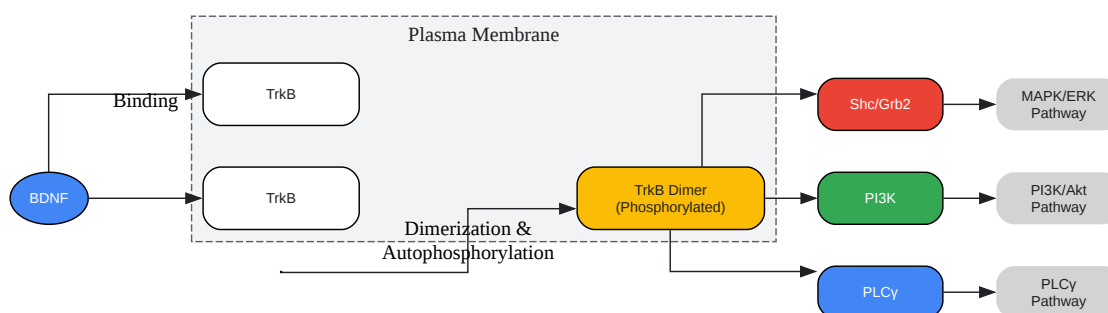 Plasma Membrane
Binding
TrkB
BDNF
TrkB
Dimerization &
Autophosphorylation
TrkB Dimer
(Phosphorylated)
Shc/Grb2
MAPK/ERK
Pathway
PI3K
PI3K/Akt
Pathway
PLCγ
PLCγ
Pathway